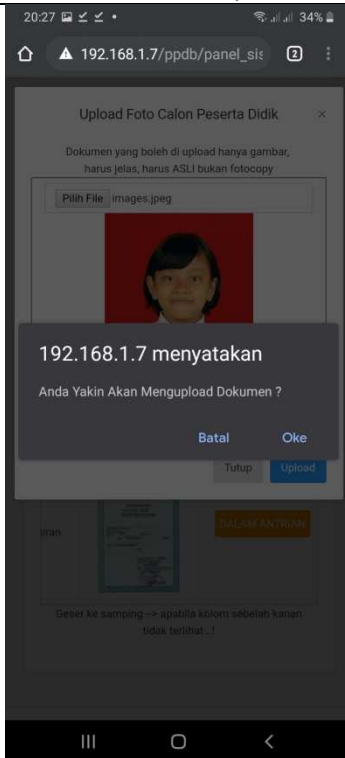 20:27
34%
192.168.1.7/ppdb/panel_sis
2
Upload Foto Calon Peserta Didik ×
Dokumen yang boleh di upload hanya gambar,
harus jelas, harus ASLI bukan fotocopy
Pilih File images.jpeg
192.168.1.7 menyatakan
Anda Yakin Akan Mengupload Dokumen ?
Batal Oke
Tutup Upload
iran
DALAM ANTRIAN
Geser ke samping --> apabila kolom sebelah kanan
tidak terlihat..!